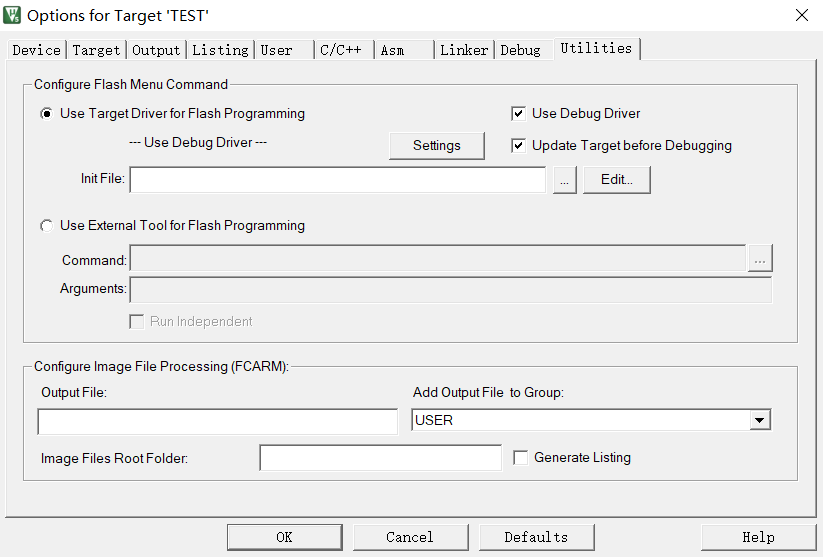 Options for Target 'TEST'
Device Target Output Listing User C/C++ Asm Linker Debug Utilities
Configure Flash Menu Command
Use Target Driver for Flash Programming Use Debug Driver
--- Use Debug Driver --- Settings Update Target before Debugging
Init File: ... Edit...
Use External Tool for Flash Programming
Command: ...
Arguments:
Run Independent
Configure Image File Processing (FCARM):
Output File: Add Output File to Group:
USER
Image Files Root Folder: Generate Listing
OK Cancel Defaults Help